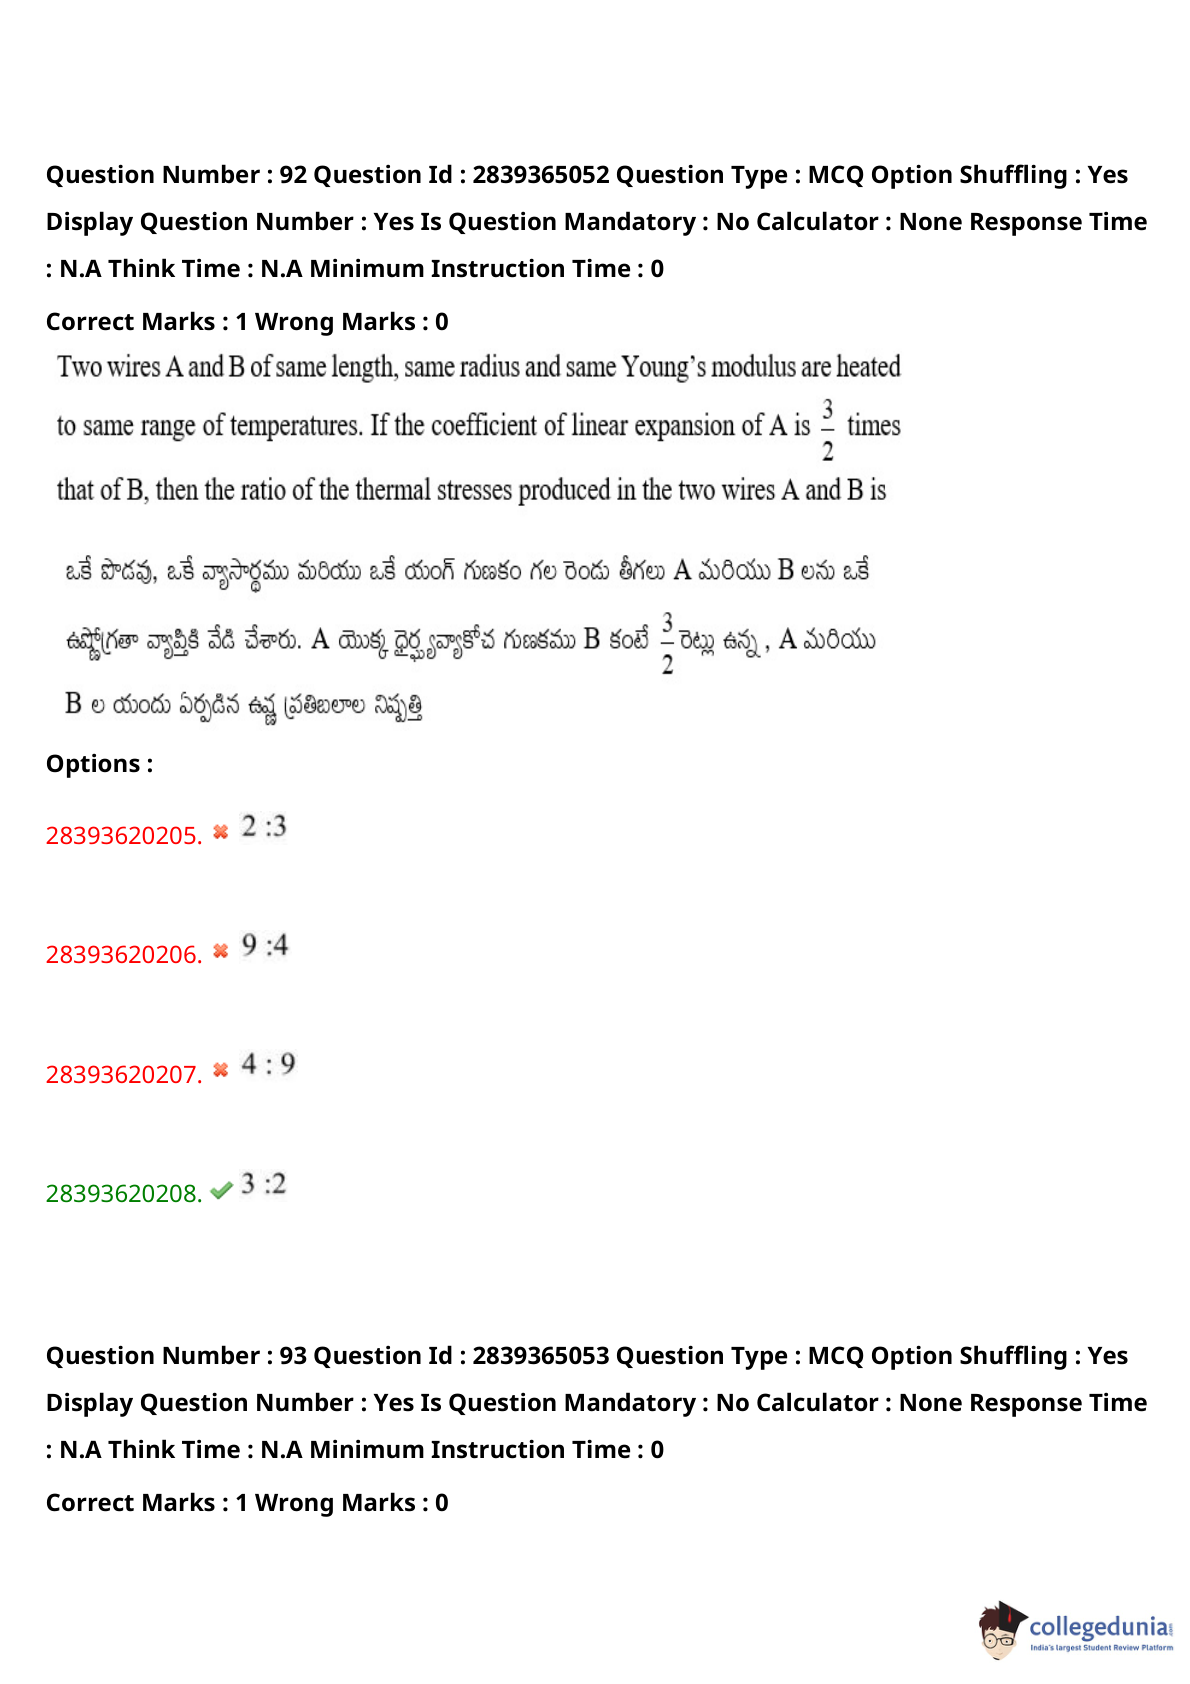 Question Number : 92 Question Id : 2839365052 Question Type : MCQ Option Shuffling : Yes
Display Question Number : Yes Is Question Mandatory : No Calculator : None Response Time
: N.A Think Time : N.A Minimum Instruction Time : 0
Correct Marks : 1 Wrong Marks : 0
Two wires A and B of same length, same radius and same Young's modulus are heated
to same range of temperatures. If the coefficient of linear expansion of A is 3/2 times
that of B, then the ratio of the thermal stresses produced in the two wires A and B is
ఒకే పొడవు, ఒకే వ్యాసార్థము మరియు ఒకే యంగ్ గుణకం గల రెండు తీగలు A మరియు B లను ఒకే
ఉష్ణోగ్రతా వ్యాప్తికి వేడి చేశారు. A యొక్క దైర్ఘ్యవ్యాకోచ గుణకము B కంటే 3/2 రెట్లు ఉన్న , A మరియు
B ల యందు ఏర్పడిన ఉష్ణ ప్రతిబలాల నిష్పత్తి
Options :
28393620205. 2 :3
28393620206. 9 :4
28393620207. 4 : 9
28393620208. 3 :2
Question Number : 93 Question Id : 2839365053 Question Type : MCQ Option Shuffling : Yes
Display Question Number : Yes Is Question Mandatory : No Calculator : None Response Time
: N.A Think Time : N.A Minimum Instruction Time : 0
Correct Marks : 1 Wrong Marks : 0
collegedunia.com
India's largest Student Review Platform